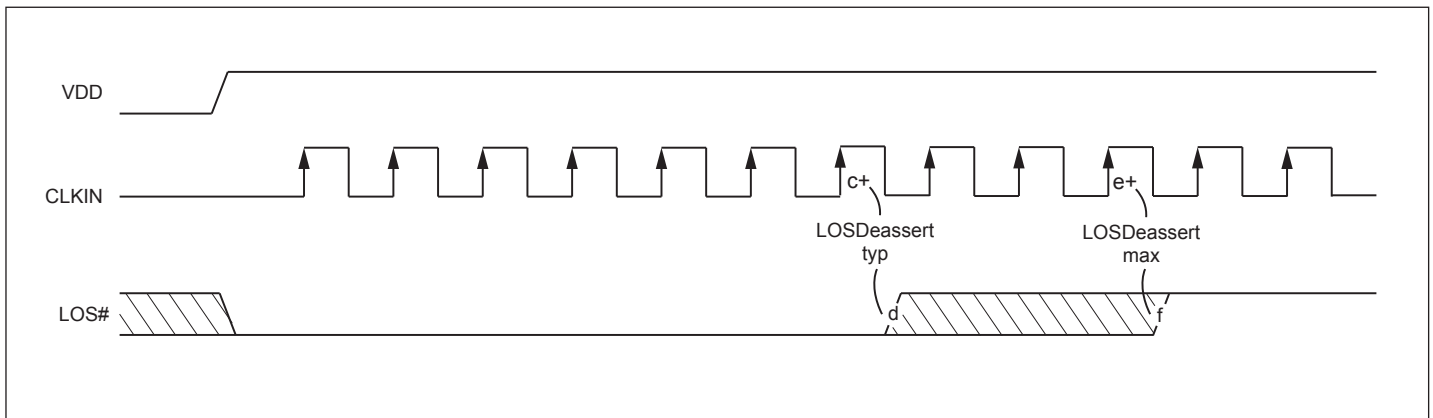 VDD
CLKIN
c+
e+
LOSDeassert
typ
LOSDeassert
max
LOS#
d
f